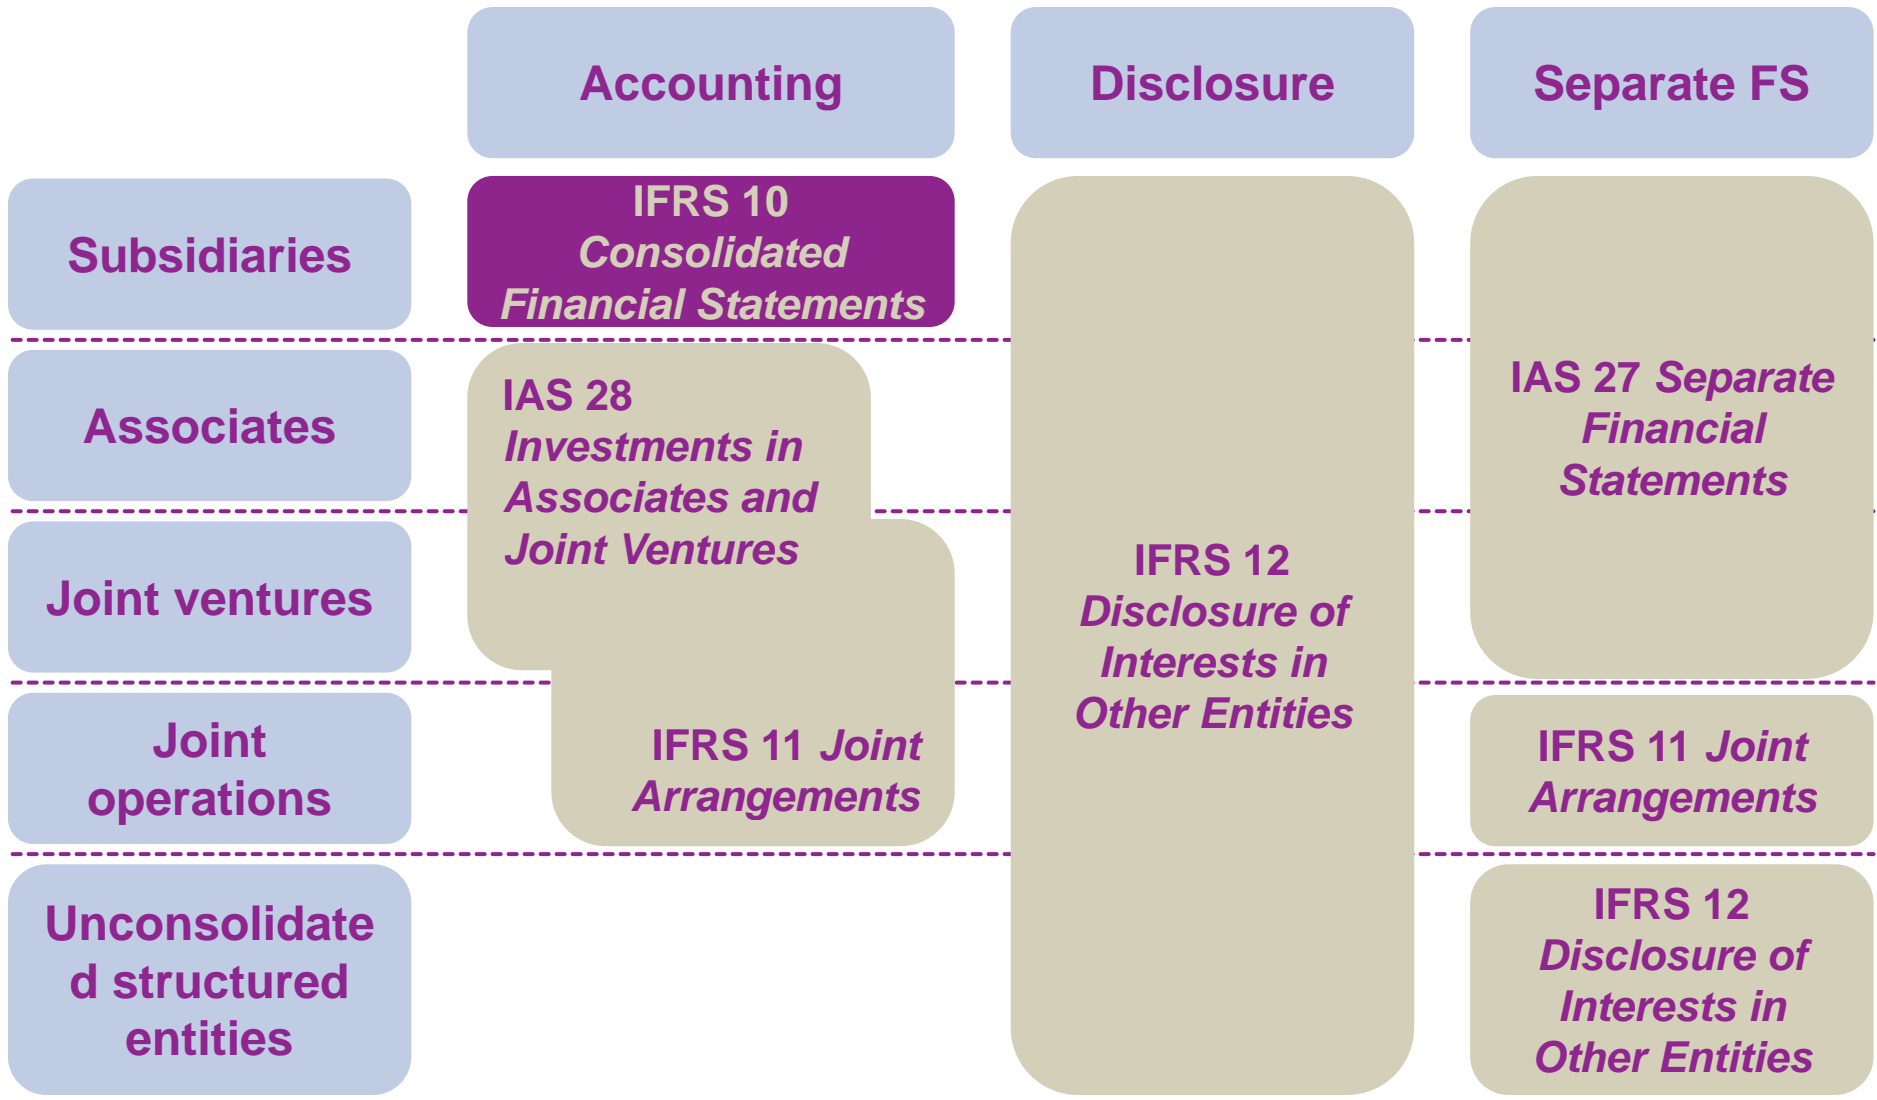 Accounting
Disclosure
Separate FS
Subsidiaries
IFRS 10
Consolidated
Financial Statements
Associates
IAS 28
Investments in
Associates and
Joint Ventures
IAS 27 Separate
Financial
Statements
Joint ventures
IFRS 12
Disclosure of
Interests in
Other Entities
Joint
operations
IFRS 11 Joint
Arrangements
IFRS 11 Joint
Arrangements
Unconsolidate
d structured
entities
IFRS 12
Disclosure of
Interests in
Other Entities